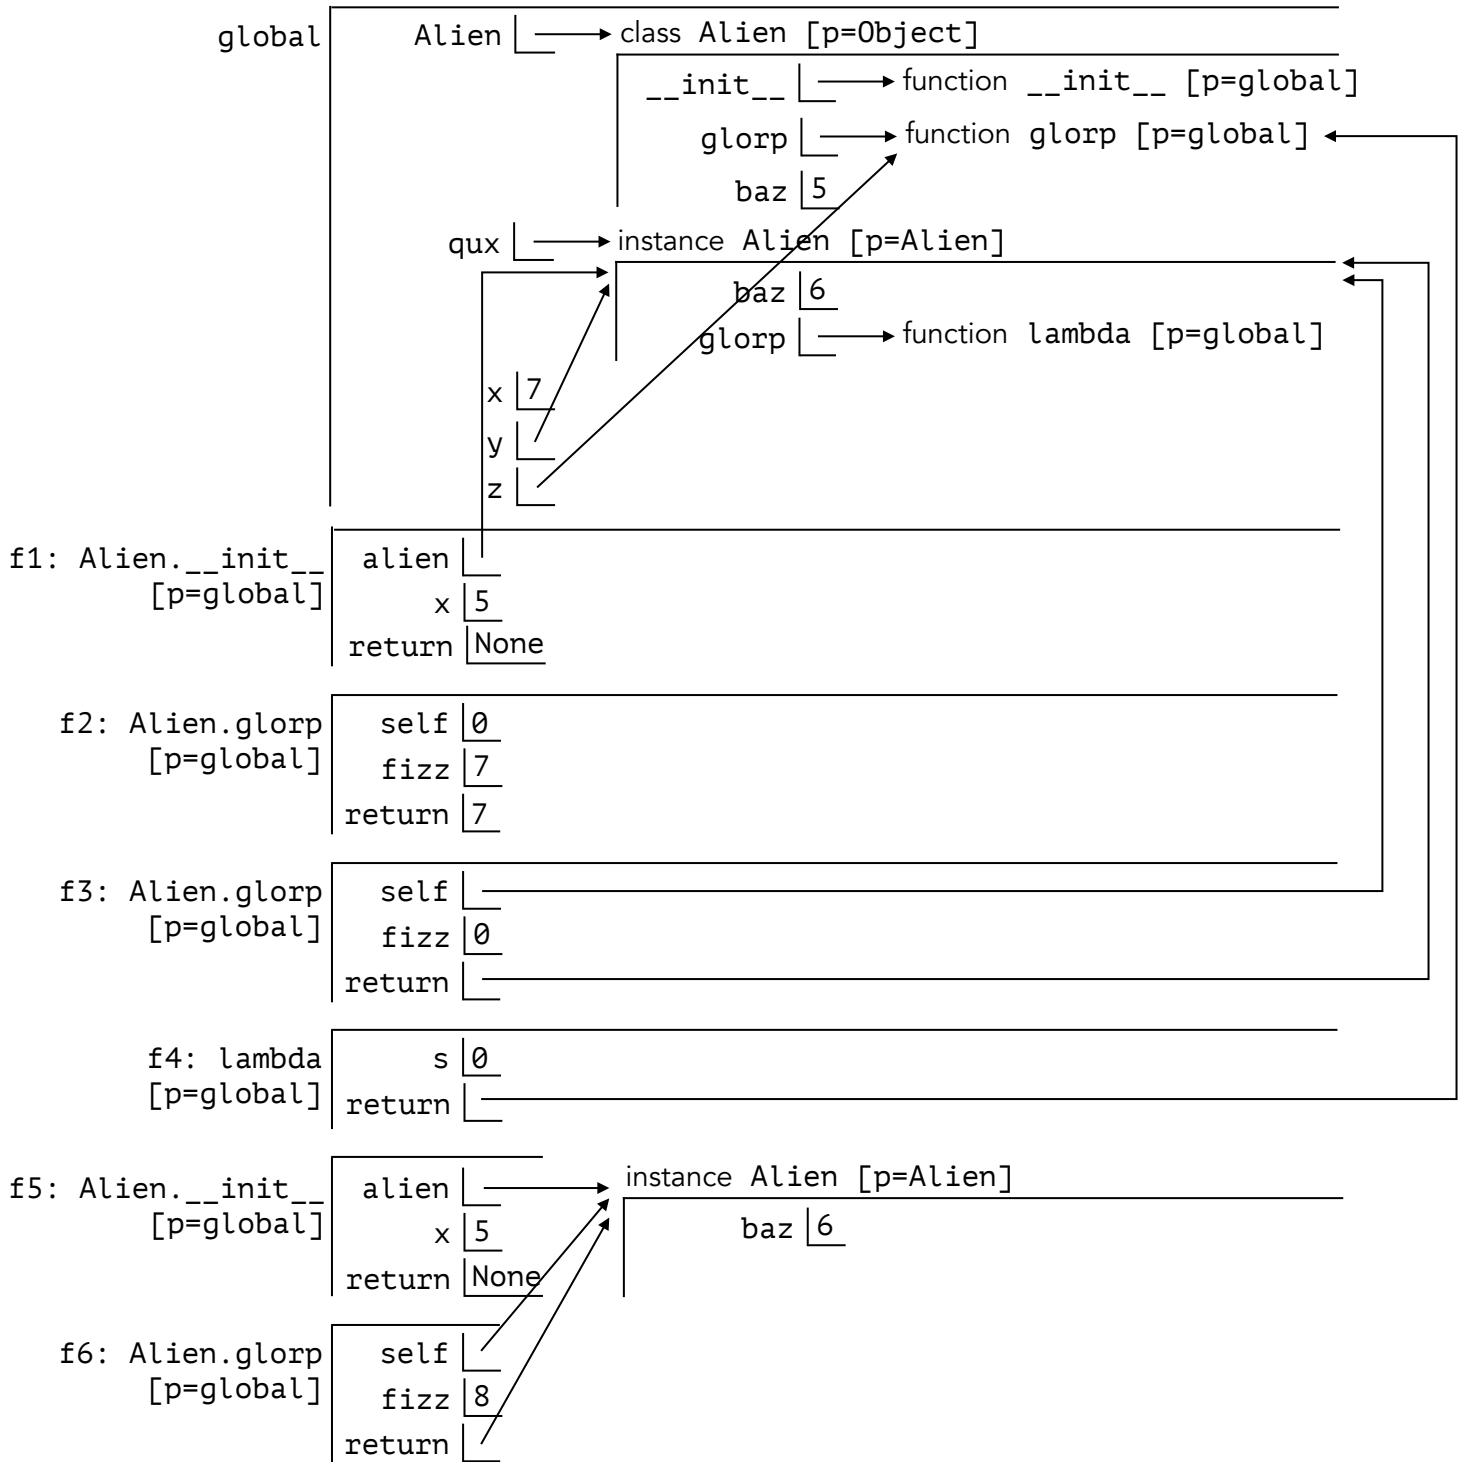 global Alien class Alien [p=Object]
__init__ function __init__ [p=global]
glorp function glorp [p=global]
baz 5
qux instance Alien [p=Alien]
baz 6
glorp function lambda [p=global]
x 7
y
z
f1: Alien.__init__ alien
[p=global] x 5
return None
f2: Alien.glorp self 0
[p=global] fizz 7
return 7
f3: Alien.glorp self
[p=global] fizz 0
return
f4: lambda s 0
[p=global] return
f5: Alien.__init__ alien instance Alien [p=Alien]
[p=global] x 5 baz 6
return None
f6: Alien.glorp self
[p=global] fizz 8
return